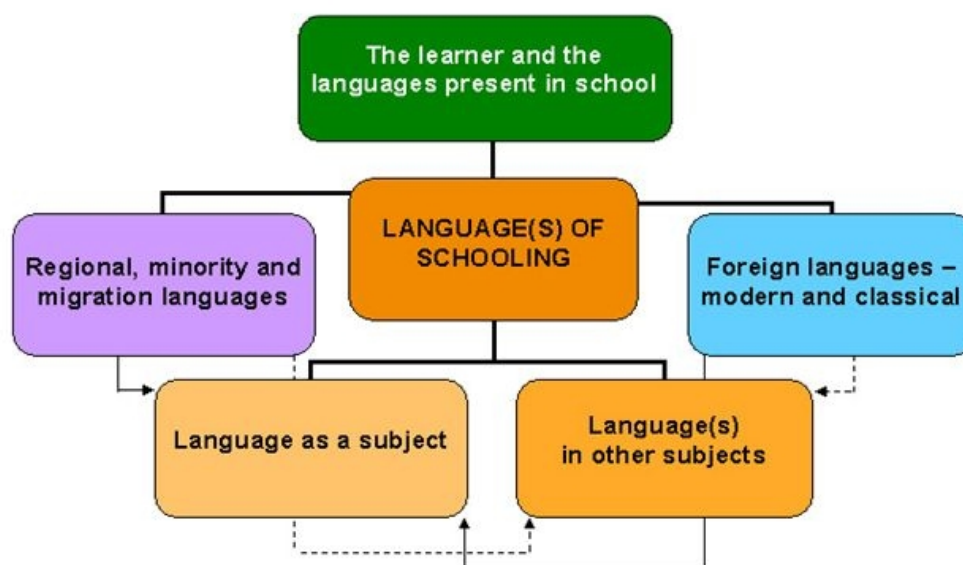 The learner and the
languages present in school
LANGUAGE(S) OF
SCHOOLING
Regional, minority and
migration languages
Foreign languages –
modern and classical
Language as a subject
Language(s)
in other subjects